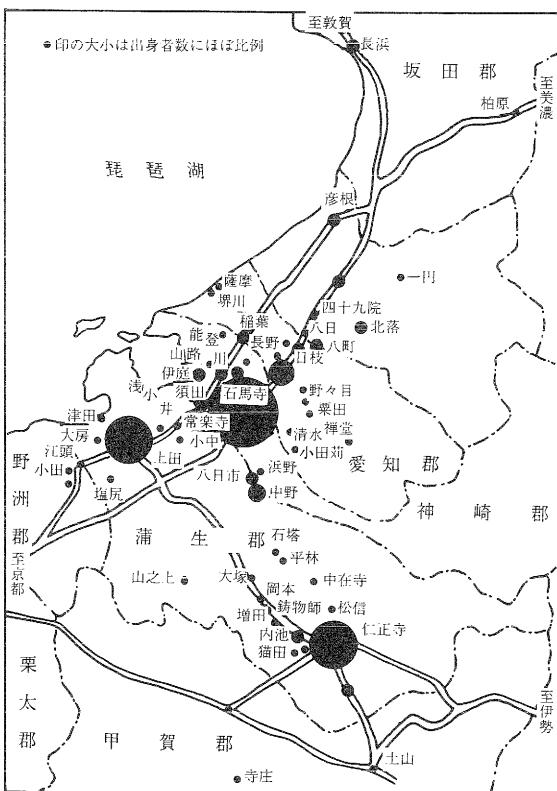 至敦賀
●印の大小は出身者数にほぼ比例
長浜
坂田郡
至美濃
柏原
琵琶湖
彦根
一円
薩摩
堺川
四十九院
能登川
稲葉
八日
北落
長野
八町
山路
日枝
伊庭
石馬寺
野々目
浅小井
須田
粟田
津田
常楽寺
禅堂
大房
清水
小中
小田苅
江頭
上田
愛知郡
野洲郡
小田
浜野
八日市
塩尻
中野
神崎郡
蒲生郡
石塔
平林
至京都
山之上
大塚
中在寺
岡本
鋳物師
松信
増田
仁正寺
内池
猫田
栗太郡
至伊勢
甲賀郡
土山
寺庄